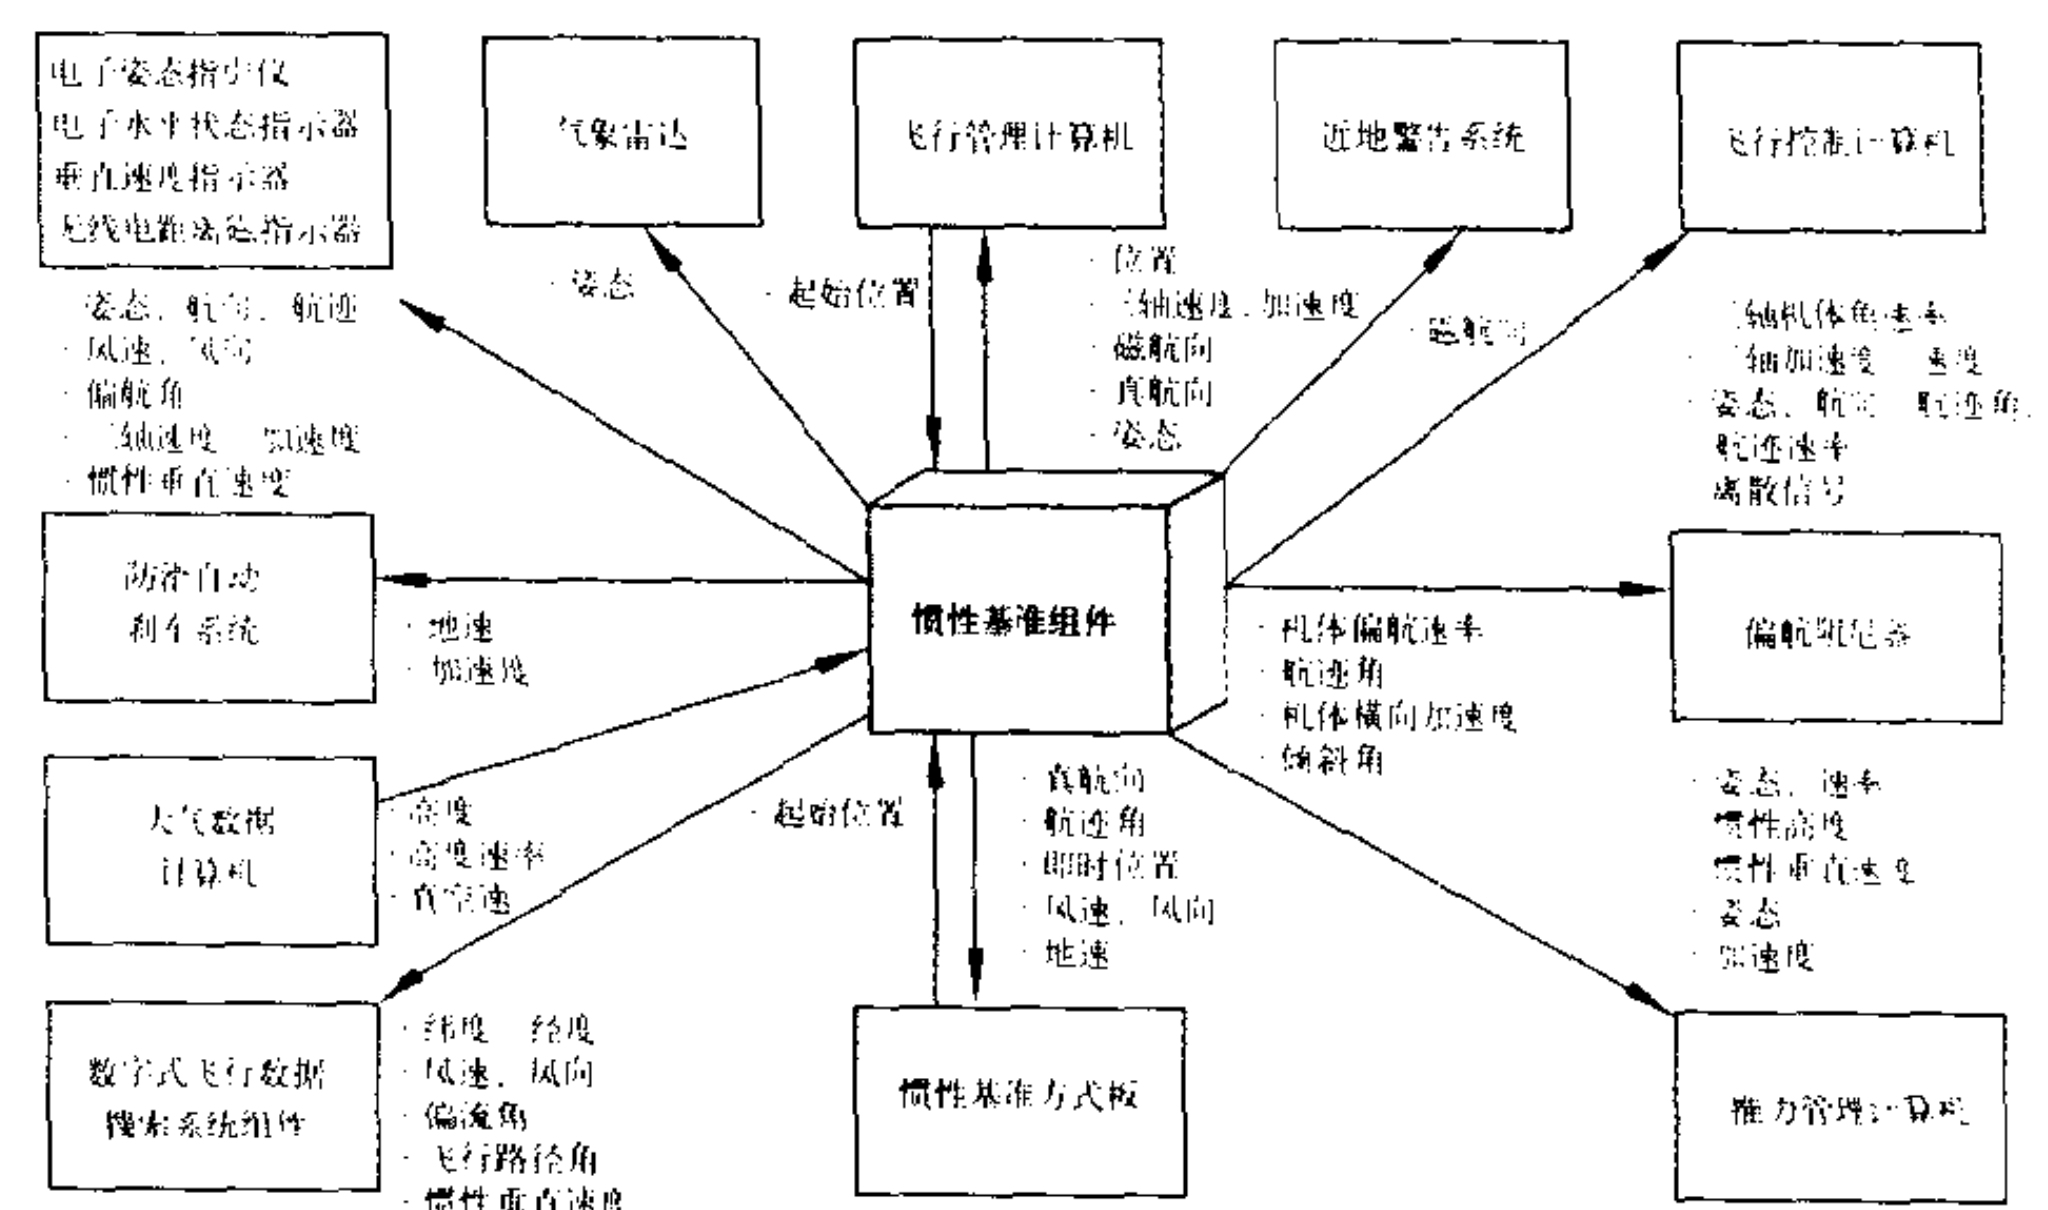 电子姿态指引仪
电子水平状态指示器
垂直速度指示器
无线电距离磁指示器
气象雷达
飞行管理计算机
近地警告系统
飞行控制计算机
姿态、航向、航迹
· 风速、风向
· 偏航角
· 三轴速度 加速度
· 惯性垂直速度
· 姿态
· 起始位置
· 位置
· 三轴速度、加速度
· 磁航向
· 真航向
· 姿态
· 磁航向
三轴机体角速率
· 三轴加速度 速度
· 姿态、航向 航迹角、
航迹速率
离散信号
防滑自动
刹车系统
· 地速
· 加速度
惯性基准组件
· 机体偏航速率
· 航迹角
· 机体横向加速度
· 倾斜角
偏航阻尼器
大气数据
计算机
· 高度
· 高度速率
· 真空速
· 起始位置
· 真航向
· 航迹角
· 即时位置
· 风速、风向
· 地速
· 姿态、速率
惯性高度
惯性垂直速度
· 姿态
· 加速度
数字式飞行数据
搜索系统组件
· 纬度 经度
· 风速、风向
· 偏流角
· 飞行路径角
· 惯性垂直速度
惯性基准方式板
推力管理计算机